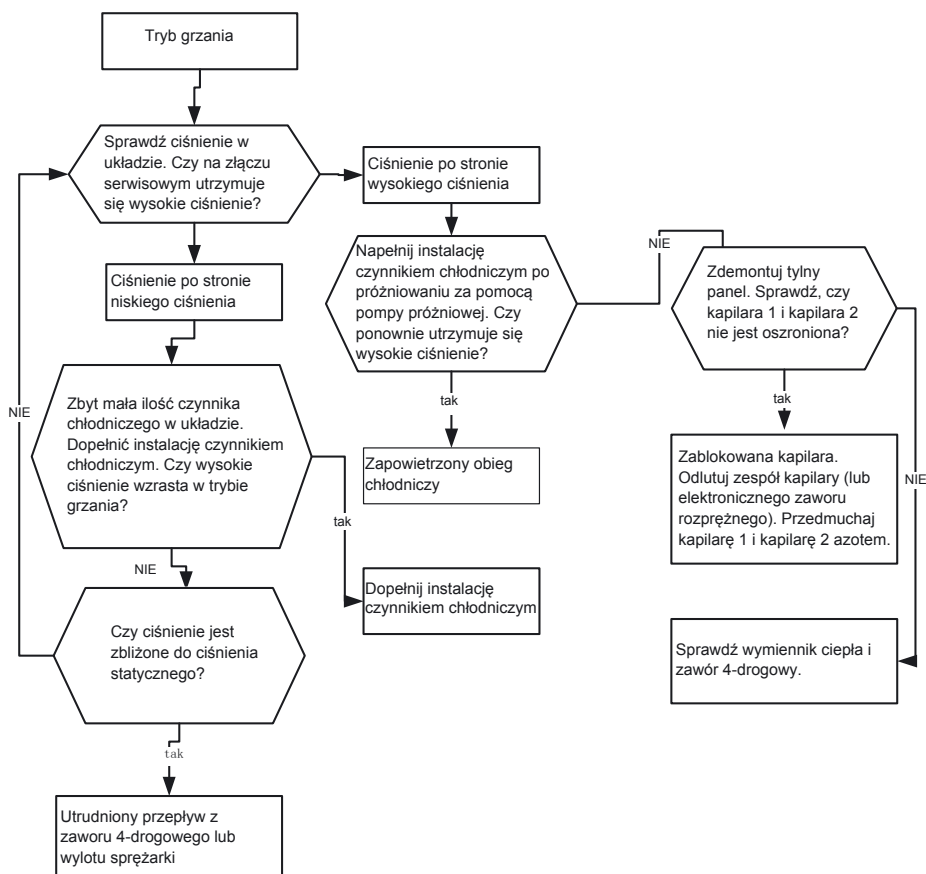 Tryb grzania
Sprawdź ciśnienie w
układzie. Czy na złączu
serwisowym utrzymuje
się wysokie ciśnienie?
Ciśnienie po stronie
wysokiego ciśnienia
Ciśnienie po stronie
niskiego ciśnienia
Napełnij instalację
czynnikiem chłodniczym po
próżniowaniu za pomocą
pompy próżniowej. Czy
ponownie utrzymuje się
wysokie ciśnienie?
NIE
Zdemontuj tylny
panel. Sprawdź, czy
kapilara 1 i kapilara 2
nie jest oszroniona?
NIE
Zbyt mała ilość czynnika
chłodniczego w układzie.
Dopełnić instalację czynnikiem
chłodniczym. Czy wysokie
ciśnienie wzrasta w trybie
grzania?
tak
tak
Zapowietrzony obieg
chłodniczy
Zablokowana kapilara.
Odlutuj zespół kapilary (lub
elektronicznego zaworu
rozprężnego). Przedmuchaj
kapilarę 1 i kapilarę 2 azotem.
NIE
tak
NIE
Dopełnij instalację
czynnikiem chłodniczym
Czy ciśnienie jest
zbliżone do ciśnienia
statycznego?
Sprawdź wymiennik ciepła i
zawór 4-drogowy.
tak
Utrudniony przepływ z
zaworu 4-drogowego lub
wylotu sprężarki